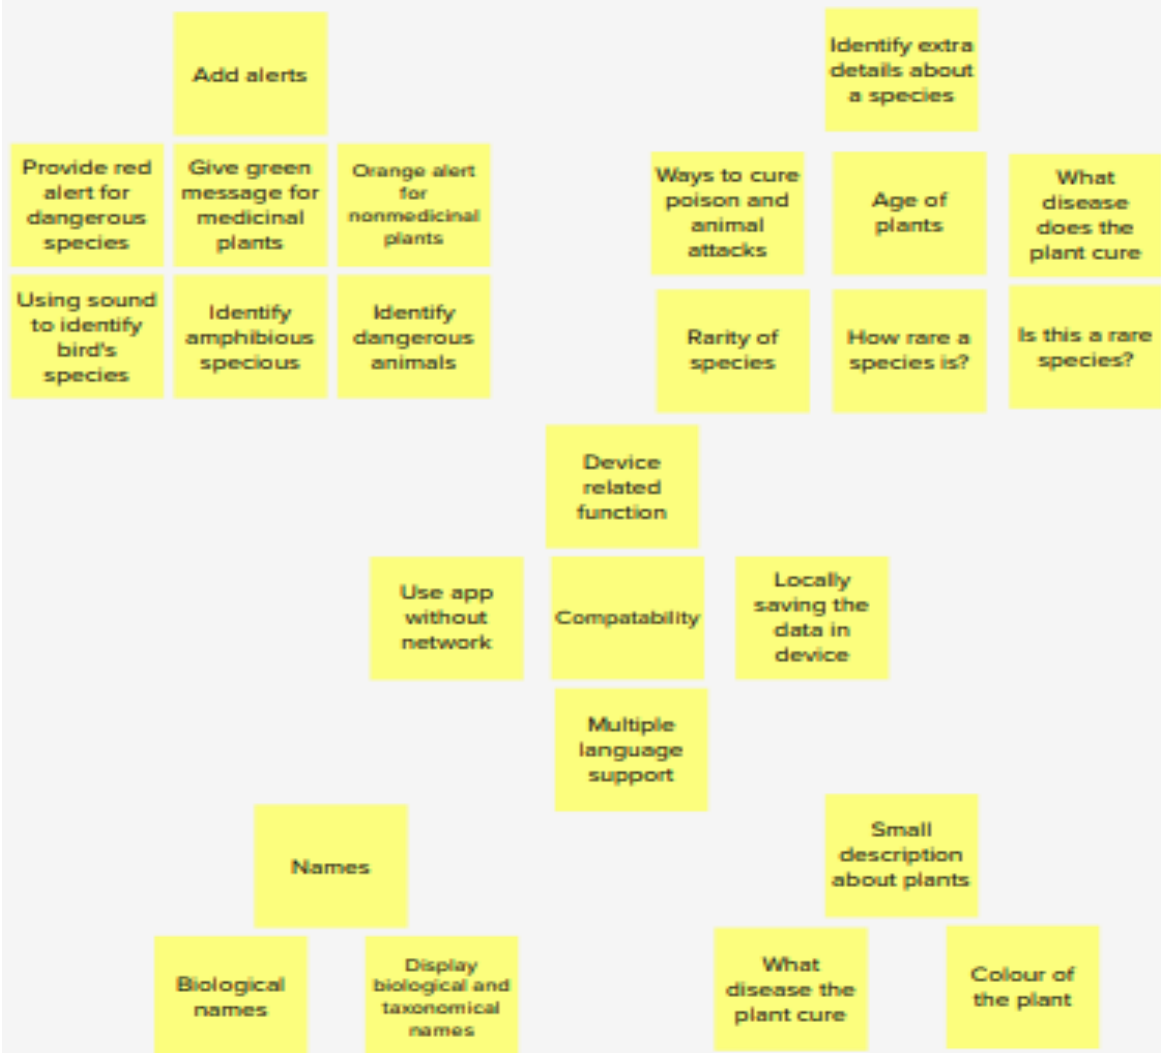 Add alerts
Provide red
alert for
dangerous
species
Give green
message for
medicinal
plants
Orange alert
for
nonmedicinal
plants
Using sound
to identify
bird's
species
Identify
amphibious
specious
Identify
dangerous
animals
Identify extra
details about
a species
Ways to cure
poison and
animal
attacks
Age of
plants
What
disease
does the
plant cure
Rarity of
species
How rare a
species is?
Is this a rare
species?
Device
related
function
Use app
without
network
Compatability
Locally
saving the
data in
device
Multiple
language
support
Names
Biological
names
Display
biological and
taxonomical
names
Small
description
about plants
What
disease the
plant cure
Colour of
the plant